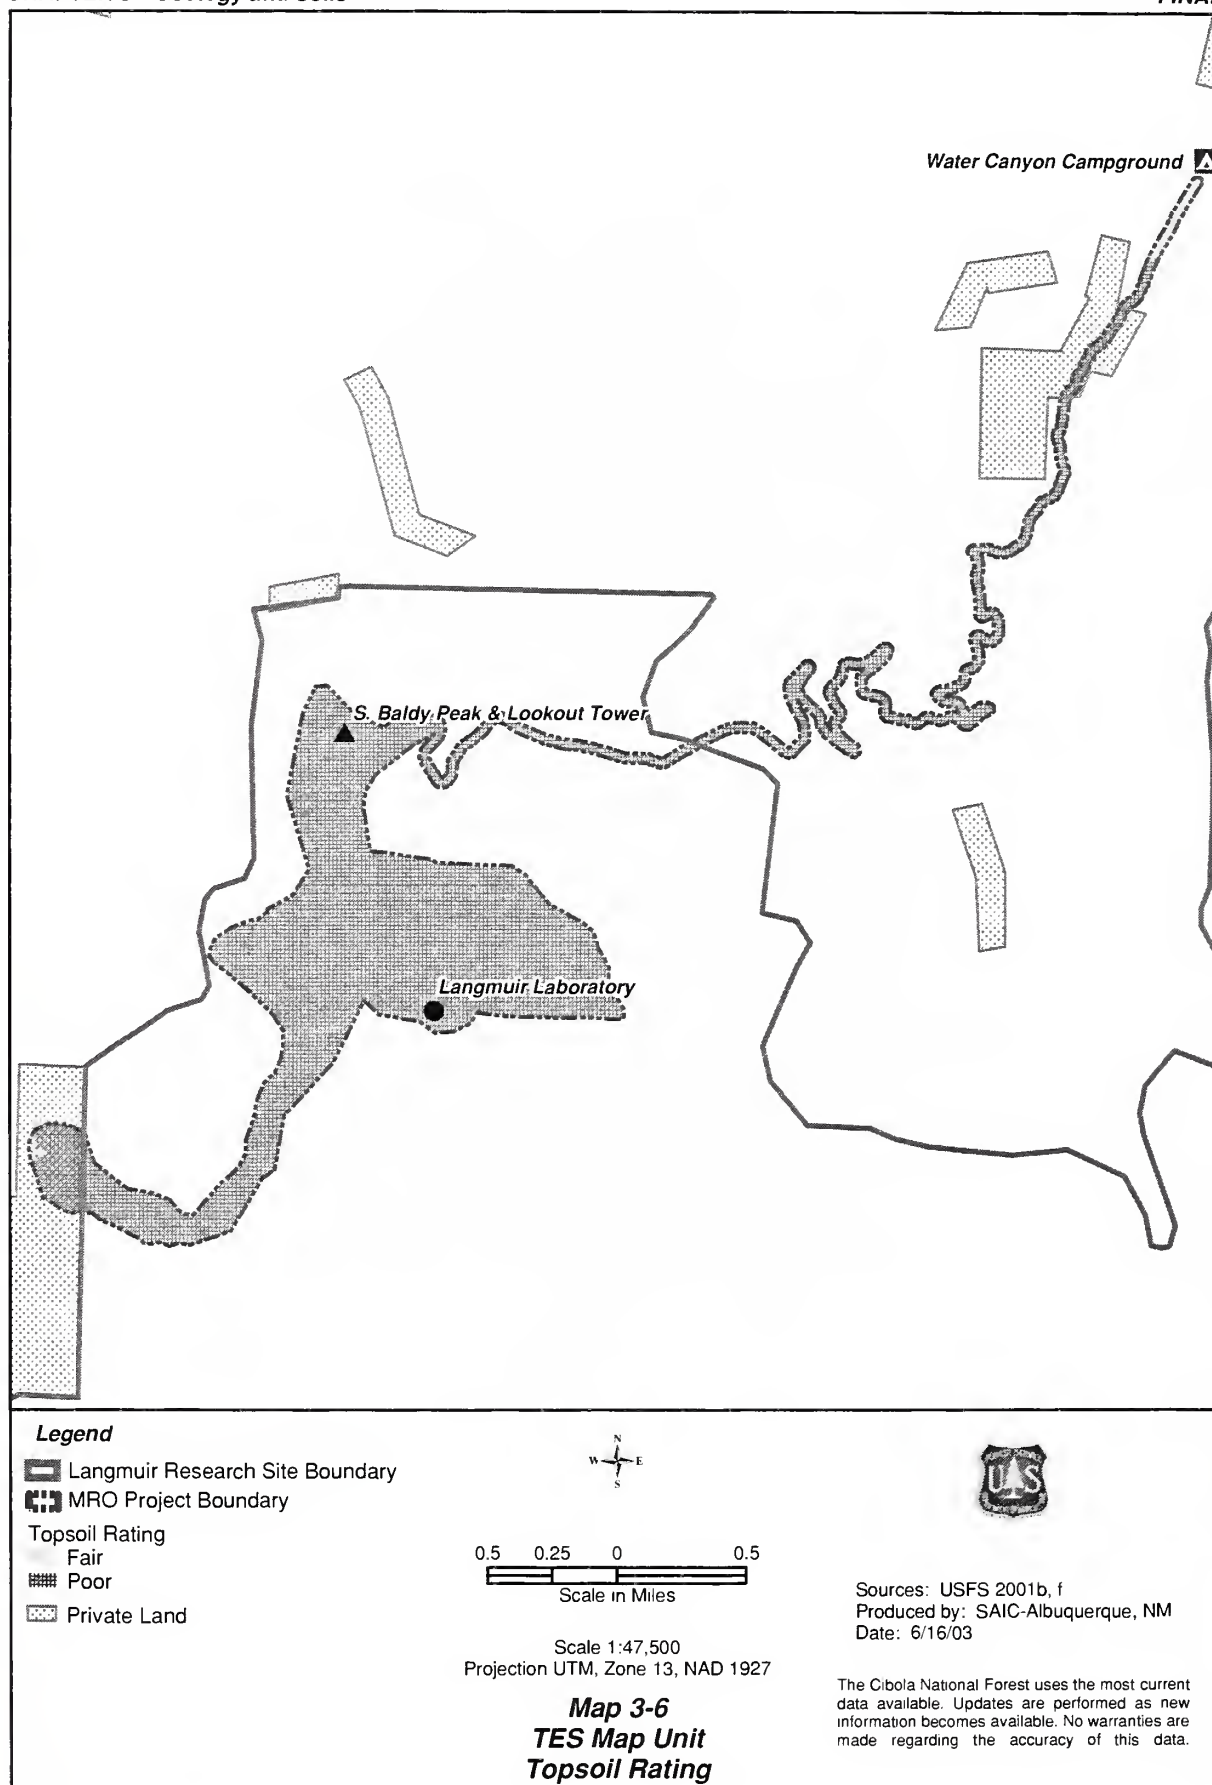 Water Canyon Campground
S. Baldy Peak & Lookout Tower
Langmuir Laboratory
Legend
Langmuir Research Site Boundary
MRO Project Boundary
Topsoil Rating
Fair
Poor
Private Land
N
W E
S
0.5 0.25 0 0.5
Scale in Miles
Scale 1:47,500
Projection UTM, Zone 13, NAD 1927
Map 3-6
TES Map Unit
Topsoil Rating
U S
Sources: USFS 2001b, f
Produced by: SAIC-Albuquerque, NM
Date: 6/16/03
The Cibola National Forest uses the most current
data available. Updates are performed as new
information becomes available. No warranties are
made regarding the accuracy of this data.